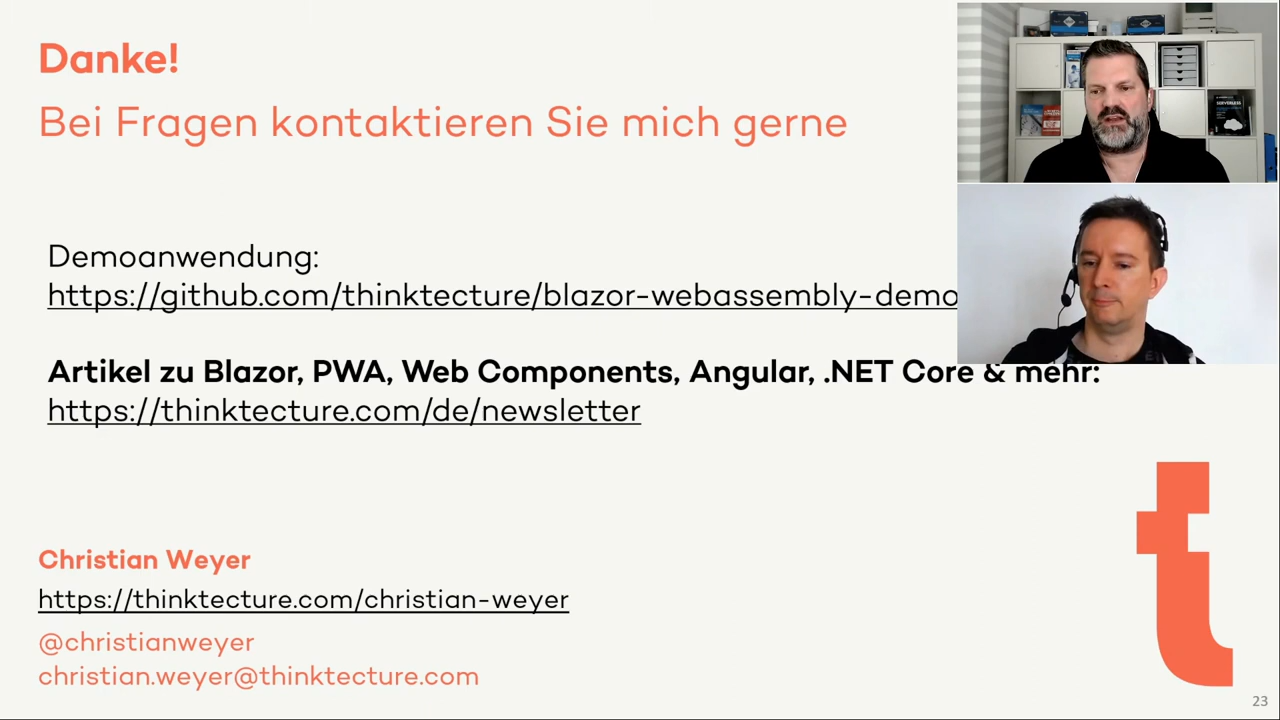 Danke!
Bei Fragen kontaktieren Sie mich gerne
Demoanwendung:
https://github.com/thinktecture/blazor-webassembly-demo
Artikel zu Blazor, PWA, Web Components, Angular, .NET Core & mehr:
https://thinktecture.com/de/newsletter
Christian Weyer
https://thinktecture.com/christian-weyer
@christianweyer
christian.weyer@thinktecture.com
t
23
SERVERLESS